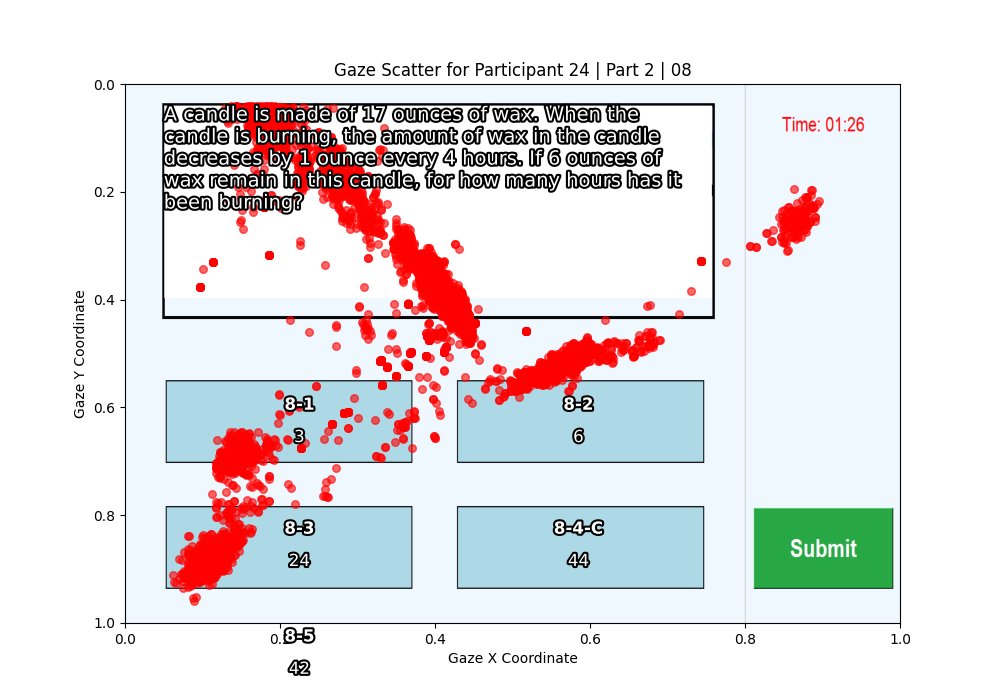 Gaze Scatter for Participant 24 | Part 2 | 08
A candle is made of 17 ounces of wax. When the
candle is burning, the amount of wax in the candle
decreases by 1 ounce every 4 hours. If 6 ounces of
wax remain in this candle, for how many hours has it
been burning?
Time: 01:26
8-1
3
8-2
6
8-3
24
8-4-C
44
Submit
8-5
42
0.0
0.2
0.4
0.6
0.8
1.0
Gaze Y Coordinate
0.0 0.4 0.6 0.8 1.0
Gaze X Coordinate